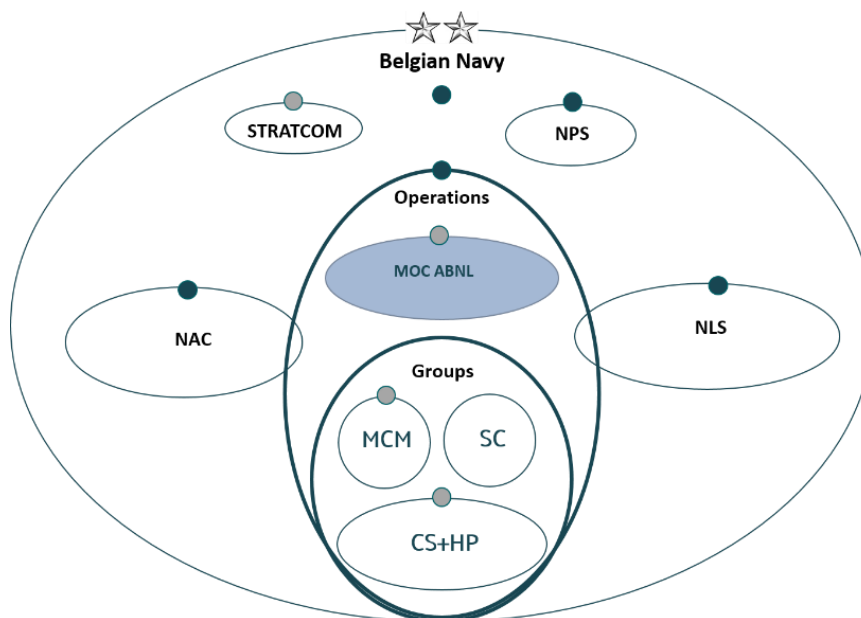 Belgian Navy
STRATCOM
NPS
Operations
MOC ABNL
NAC
NLS
Groups
MCM
SC
CS+HP